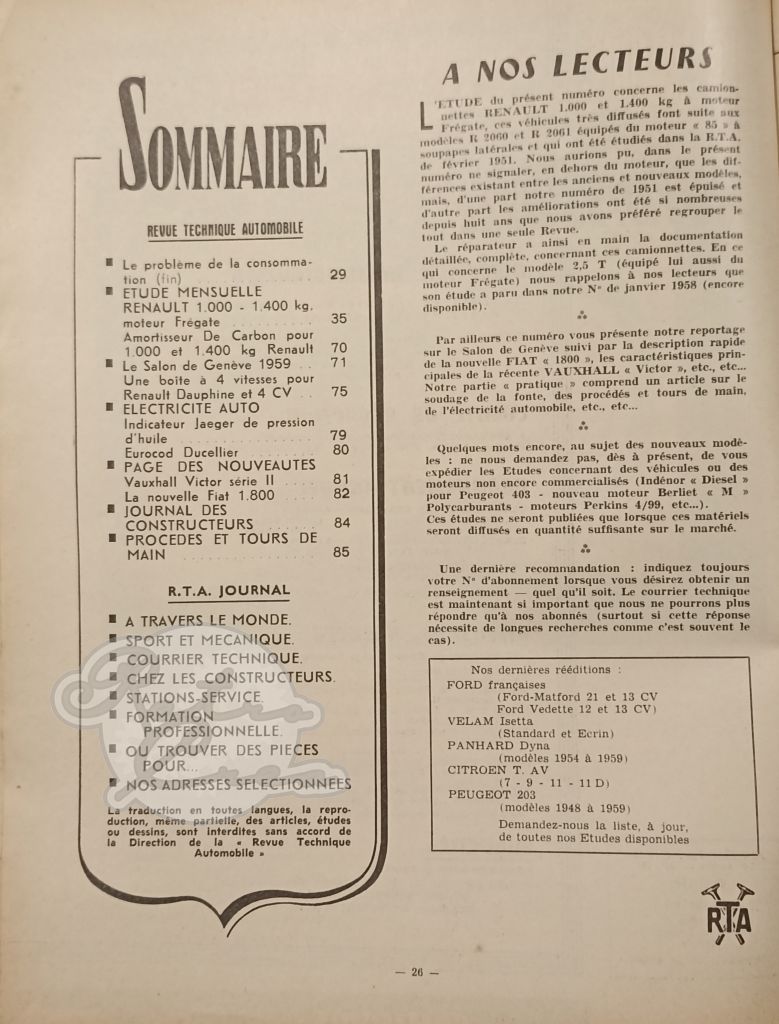 SOMMAIRE
REVUE TECHNIQUE AUTOMOBILE
Le problème de la consomma-
tion (fin) . . . . . . . . . . 29
ETUDE MENSUELLE
RENAULT 1.000 - 1.400 kg,
moteur Frégate . . . . . . . . 35
Amortisseur De Carbon pour
1.000 et 1.400 kg Renault 70
Le Salon de Genève 1959 . . 71
Une boîte à 4 vitesses pour
Renault Dauphine et 4 CV . . 75
ELECTRICITE AUTO
Indicateur Jaeger de pression
d'huile . . . . . . . . . . . . 79
Eurocod Ducellier . . . . . . 80
PAGE DES NOUVEAUTES
Vauxhall Victor série II . . . 81
La nouvelle Fiat 1.800 . . . . 82
JOURNAL DES
CONSTRUCTEURS . . . . . 84
PROCEDES ET TOURS DE
MAIN . . . . . . . . . . . . 85
R.T.A. JOURNAL
A TRAVERS LE MONDE.
SPORT ET MECANIQUE.
COURRIER TECHNIQUE.
CHEZ LES CONSTRUCTEURS.
STATIONS-SERVICE.
FORMATION
PROFESSIONNELLE.
OU TROUVER DES PIECES
POUR...
NOS ADRESSES SELECTIONNEES
La traduction en toutes langues, la repro-
duction, même partielle, des articles, études
ou dessins, sont interdites sans accord de
la Direction de la « Revue Technique
Automobile »
A NOS LECTEURS
L'ETUDE du présent numéro concerne les camion-
nettes RENAULT 1.000 et 1.400 kg à moteur
Frégate, ces véhicules très diffusés font suite aux
modèles R 2060 et R 2061 équipés du moteur « 85 » à
soupapes latérales et qui ont été étudiés dans la R.T.A.
de février 1951. Nous aurions pu, dans le présent
numéro ne signaler, en dehors du moteur, que les dif-
férences existant entre les anciens et nouveaux modèles,
mais, d'une part notre numéro de 1951 est épuisé et
d'autre part les améliorations ont été si nombreuses
depuis huit ans que nous avons préféré regrouper le
tout dans une seule Revue.
Le réparateur a ainsi en main la documentation
détaillée, complète, concernant ces camionnettes. En ce
qui concerne le modèle 2,5 T (équipé lui aussi du
moteur Frégate) nous rappelons à nos lecteurs que
son étude a paru dans notre N° de janvier 1958 (encore
disponible).
Par ailleurs ce numéro vous présente notre reportage
sur le Salon de Genève suivi par la description rapide
de la nouvelle FIAT « 1800 », les caractéristiques prin-
cipales de la récente VAUXHALL « Victor », etc., etc...
Notre partie « pratique » comprend un article sur le
soudage de la fonte, des procédés et tours de main,
de l'électricité automobile, etc., etc...
Quelques mots encore, au sujet des nouveaux modè-
les : ne nous demandez pas, dès à présent, de vous
expédier les Etudes concernant des véhicules ou des
moteurs non encore commercialisés (Indénor « Diesel »
pour Peugeot 403 - nouveau moteur Berliet « M »
Polycarburants - moteurs Perkins 4/99, etc...).
Ces études ne seront publiées que lorsque ces matériels
seront diffusés en quantité suffisante sur le marché.
Une dernière recommandation : indiquez toujours
votre N° d'abonnement lorsque vous désirez obtenir un
renseignement — quel qu'il soit. Le courrier technique
est maintenant si important que nous ne pourrons plus
répondre qu'à nos abonnés (surtout si cette réponse
nécessite de longues recherches comme c'est souvent le
cas).
Nos dernières rééditions :
FORD françaises
(Ford-Matford 21 et 13 CV
Ford Vedette 12 et 13 CV)
VELAM Isetta
(Standard et Ecrin)
PANHARD Dyna
(modèles 1954 à 1959)
CITROEN T. AV
(7 - 9 - 11 - 11 D)
PEUGEOT 203
(modèles 1948 à 1959)
Demandez-nous la liste, à jour,
de toutes nos Etudes disponibles
RTA
— 26 —